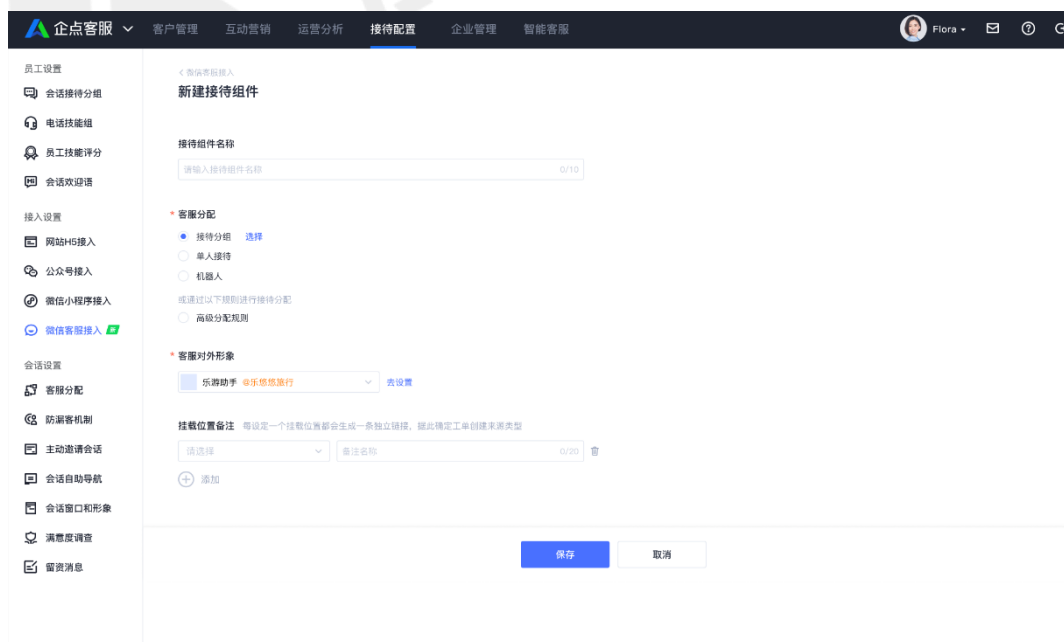 企点客服 客户管理 互动营销 运营分析 接待配置 企业管理 智能客服 Flora
员工设置
会话接待分组
电话技能组
员工技能评分
会话欢迎语
接入设置
网站H5接入
公众号接入
微信小程序接入
微信客服接入 新
会话设置
客服分配
防漏客机制
主动邀请会话
会话自助导航
会话窗口和形象
满意度调查
留资消息
< 微信客服接入
新建接待组件
接待组件名称
请输入接待组件名称 0/10
* 客服分配
接待分组 选择
单人接待
机器人
或通过以下规则进行接待分配
高级分配规则
* 客服对外形象
乐游助手 @乐悠悠旅行 去设置
挂载位置备注 每设定一个挂载位置都会生成一条独立链接，据此确定工单创建来源类型
请选择 备注名称 0/20
添加
保存 取消